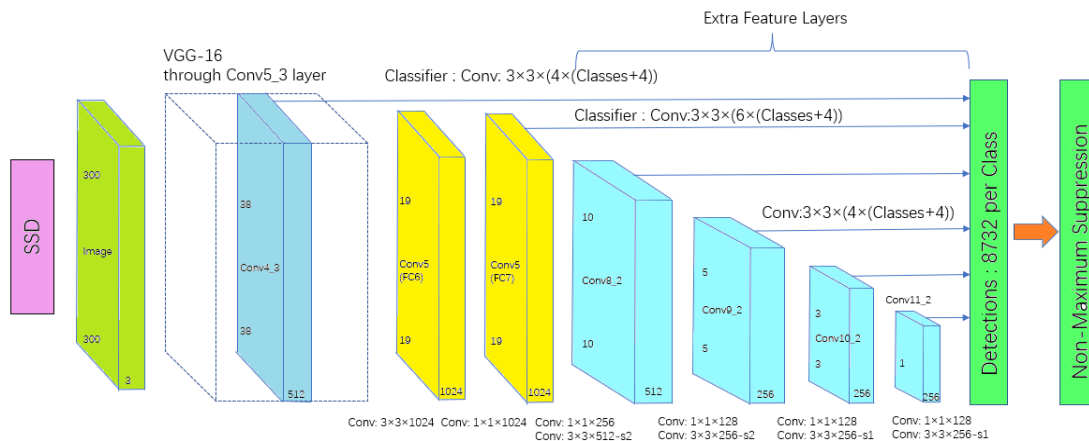 Extra Feature Layers
VGG-16
through Conv5_3 layer
Classifier : Conv: 3×3×(4×(Classes+4))
Classifier : Conv:3×3×(6×(Classes+4))
Conv:3×3×(4×(Classes+4))
SSD
300
Image
300
3
38
Conv4_3
38
512
19
Conv5
(FC6)
19
1024
19
Conv5
(FC7)
19
1024
10
Conv8_2
10
512
5
Conv9_2
5
256
3
Conv10_2
3
256
Conv11_2
1
256
Detections : 8732 per Class
Non-Maximum Suppression
Conv: 3×3×1024
Conv: 1×1×1024
Conv: 1×1×256
Conv: 3×3×512-s2
Conv: 1×1×128
Conv: 3×3×256-s2
Conv: 1×1×128
Conv: 3×3×256-s1
Conv: 1×1×128
Conv: 3×3×256-s1